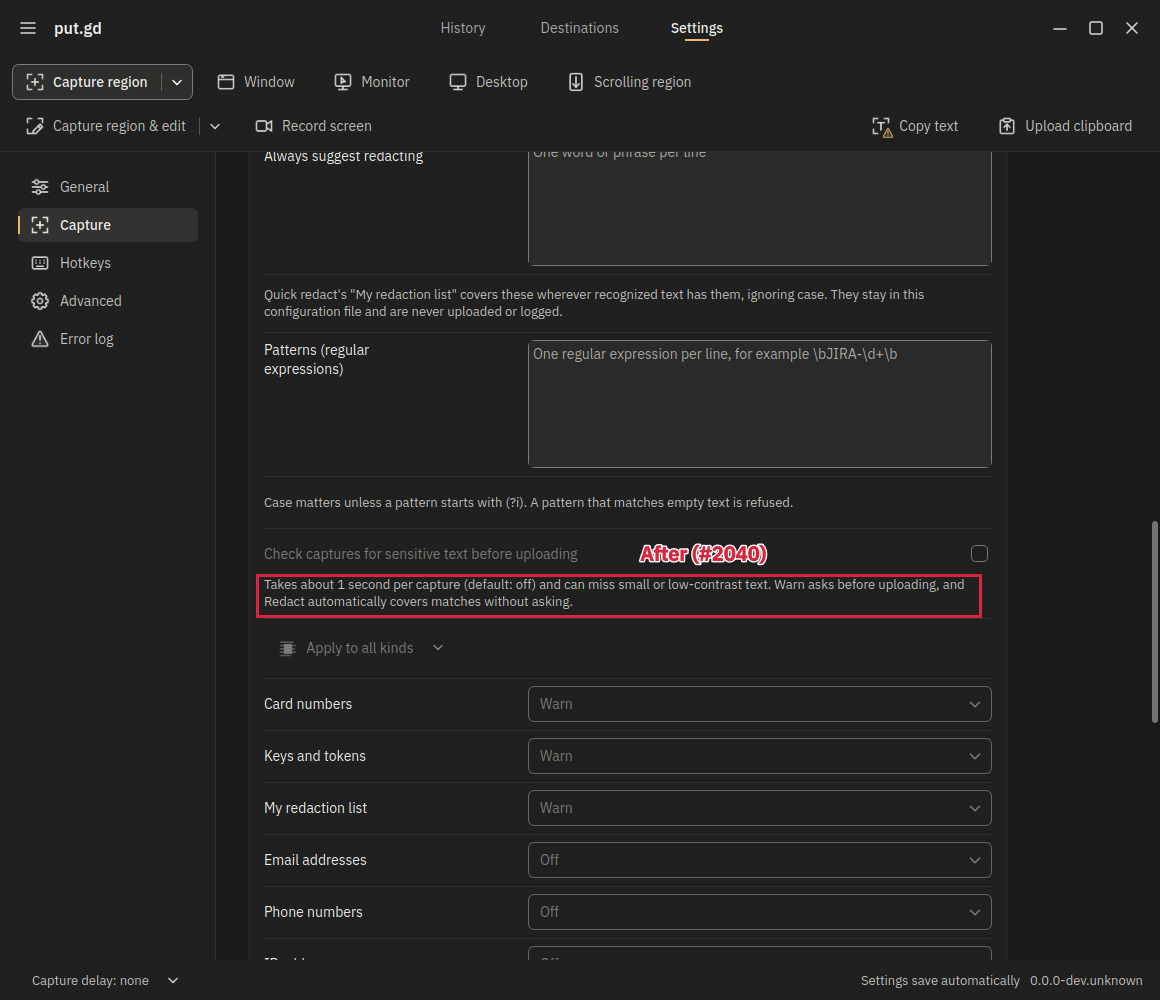 put.gd
History
Destinations
Settings
Capture region
Window
Monitor
Desktop
Scrolling region
Capture region & edit
Record screen
Copy text
Upload clipboard
General
Capture
Hotkeys
Advanced
Error log
Always suggest redacting
One word or phrase per line
Quick redact's "My redaction list" covers these wherever recognized text has them, ignoring case. They stay in this
configuration file and are never uploaded or logged.
Patterns (regular
expressions)
One regular expression per line, for example \bJIRA-\d+\b
Case matters unless a pattern starts with (?i). A pattern that matches empty text is refused.
Check captures for sensitive text before uploading
After (#2040)
Takes about 1 second per capture (default: off) and can miss small or low-contrast text. Warn asks before uploading, and
Redact automatically covers matches without asking.
Apply to all kinds
Card numbers
Warn
Keys and tokens
Warn
My redaction list
Warn
Email addresses
Off
Phone numbers
Off
Capture delay: none
Settings save automatically
0.0.0-dev.unknown